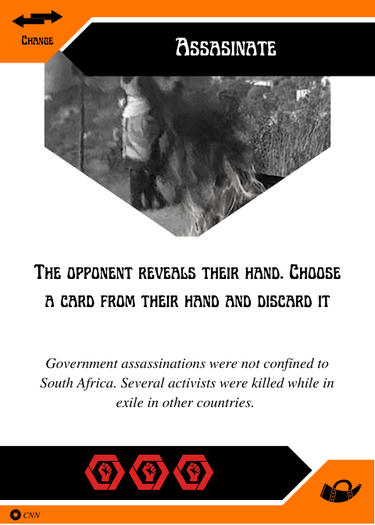 Change
Assasinate
The opponent reveals their hand. Choose
a card from their hand and discard it
Government assassinations were not confined to
South Africa. Several activists were killed while in
exile in other countries.
CNN